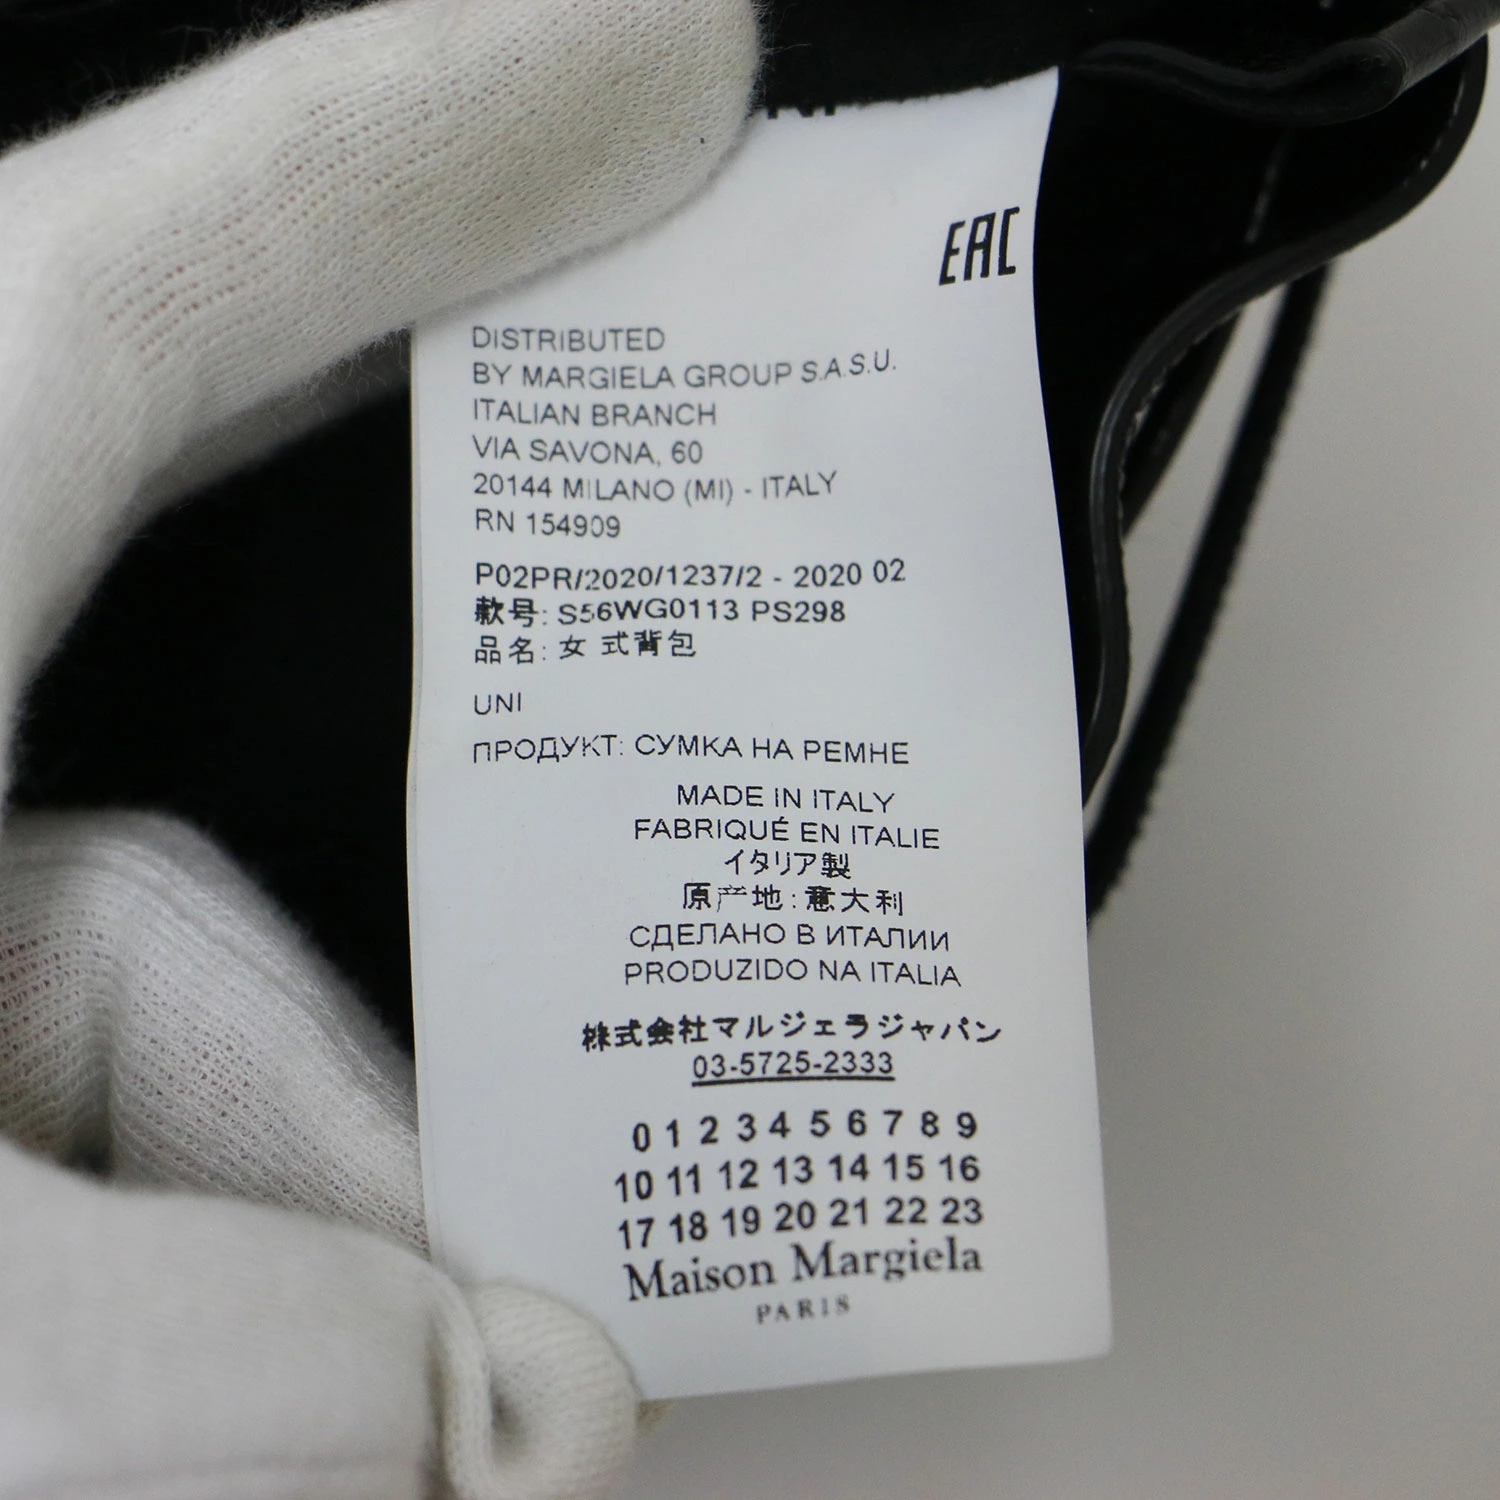 EAC
DISTRIBUTED
BY MARGIELA GROUP S.A.S.U.
ITALIAN BRANCH
VIA SAVONA, 60
20144 MILANO (MI) - ITALY
RN 154909
P02PR/2020/1237/2 - 2020 02
款号: S56WG0113 PS298
品名: 女 式背包
UNI
ПРОДУКТ: СУМКА НА РЕМНЕ
MADE IN ITALY
FABRIQUÉ EN ITALIE
イタリア製
原产地: 意大利
СДЕЛАНО В ИТАЛИИ
PRODUZIDO NA ITALIA
株式会社マルジェラジャパン
03-5725-2333
0 1 2 3 4 5 6 7 8 9
10 11 12 13 14 15 16
17 18 19 20 21 22 23
Maison Margiela
PARIS